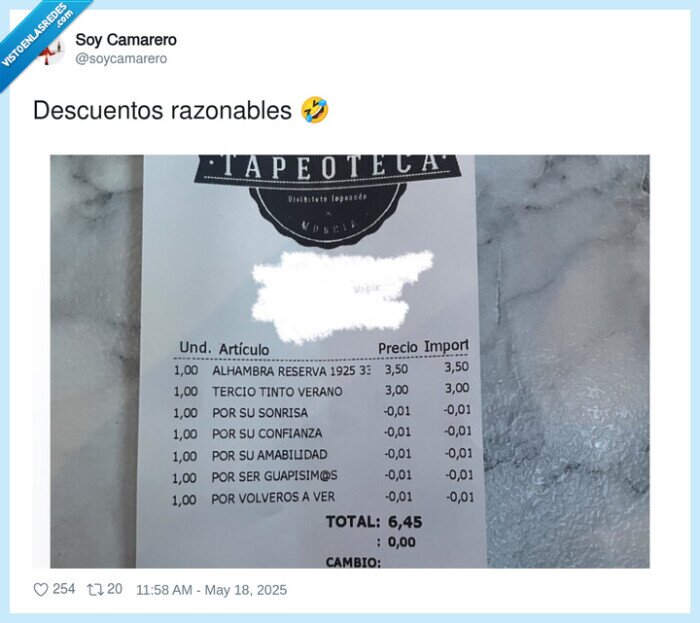 VISTOENLASREDES
.com
Soy Camarero
@soycamarero
Descuentos razonables 🤣
·TAPEOTECA·
Murcia
Und. Artículo Precio Import
1,00 ALHAMBRA RESERVA 1925 33 3,50 3,50
1,00 TERCIO TINTO VERANO 3,00 3,00
1,00 POR SU SONRISA -0,01 -0,01
1,00 POR SU CONFIANZA -0,01 -0,01
1,00 POR SU AMABILIDAD -0,01 -0,01
1,00 POR SER GUAPISIM@S -0,01 -0,01
1,00 POR VOLVEROS A VER -0,01 -0,01
TOTAL: 6,45
: 0,00
CAMBIO:
254 20 11:58 AM - May 18, 2025